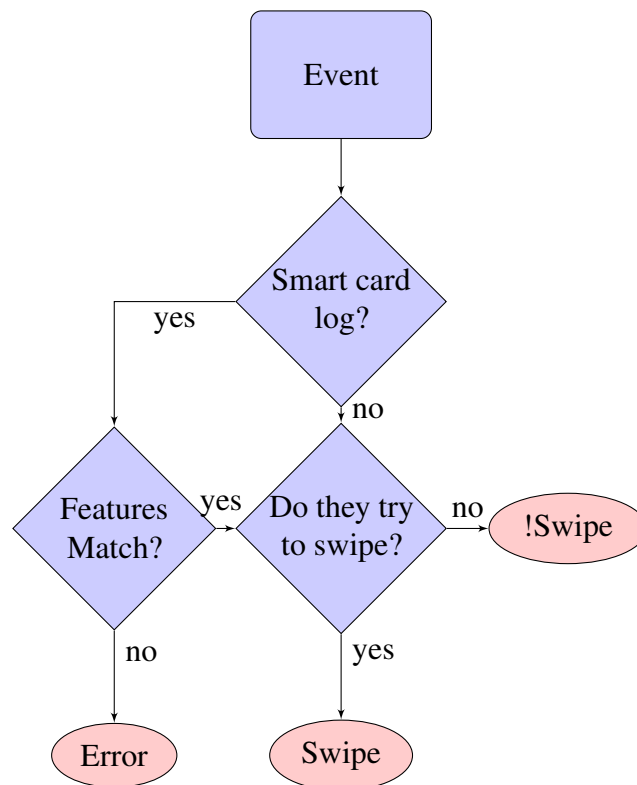 Event
Smart card
log?
yes
no
Features
Match?
yes
Do they try
to swipe?
no
!Swipe
no
yes
Error
Swipe